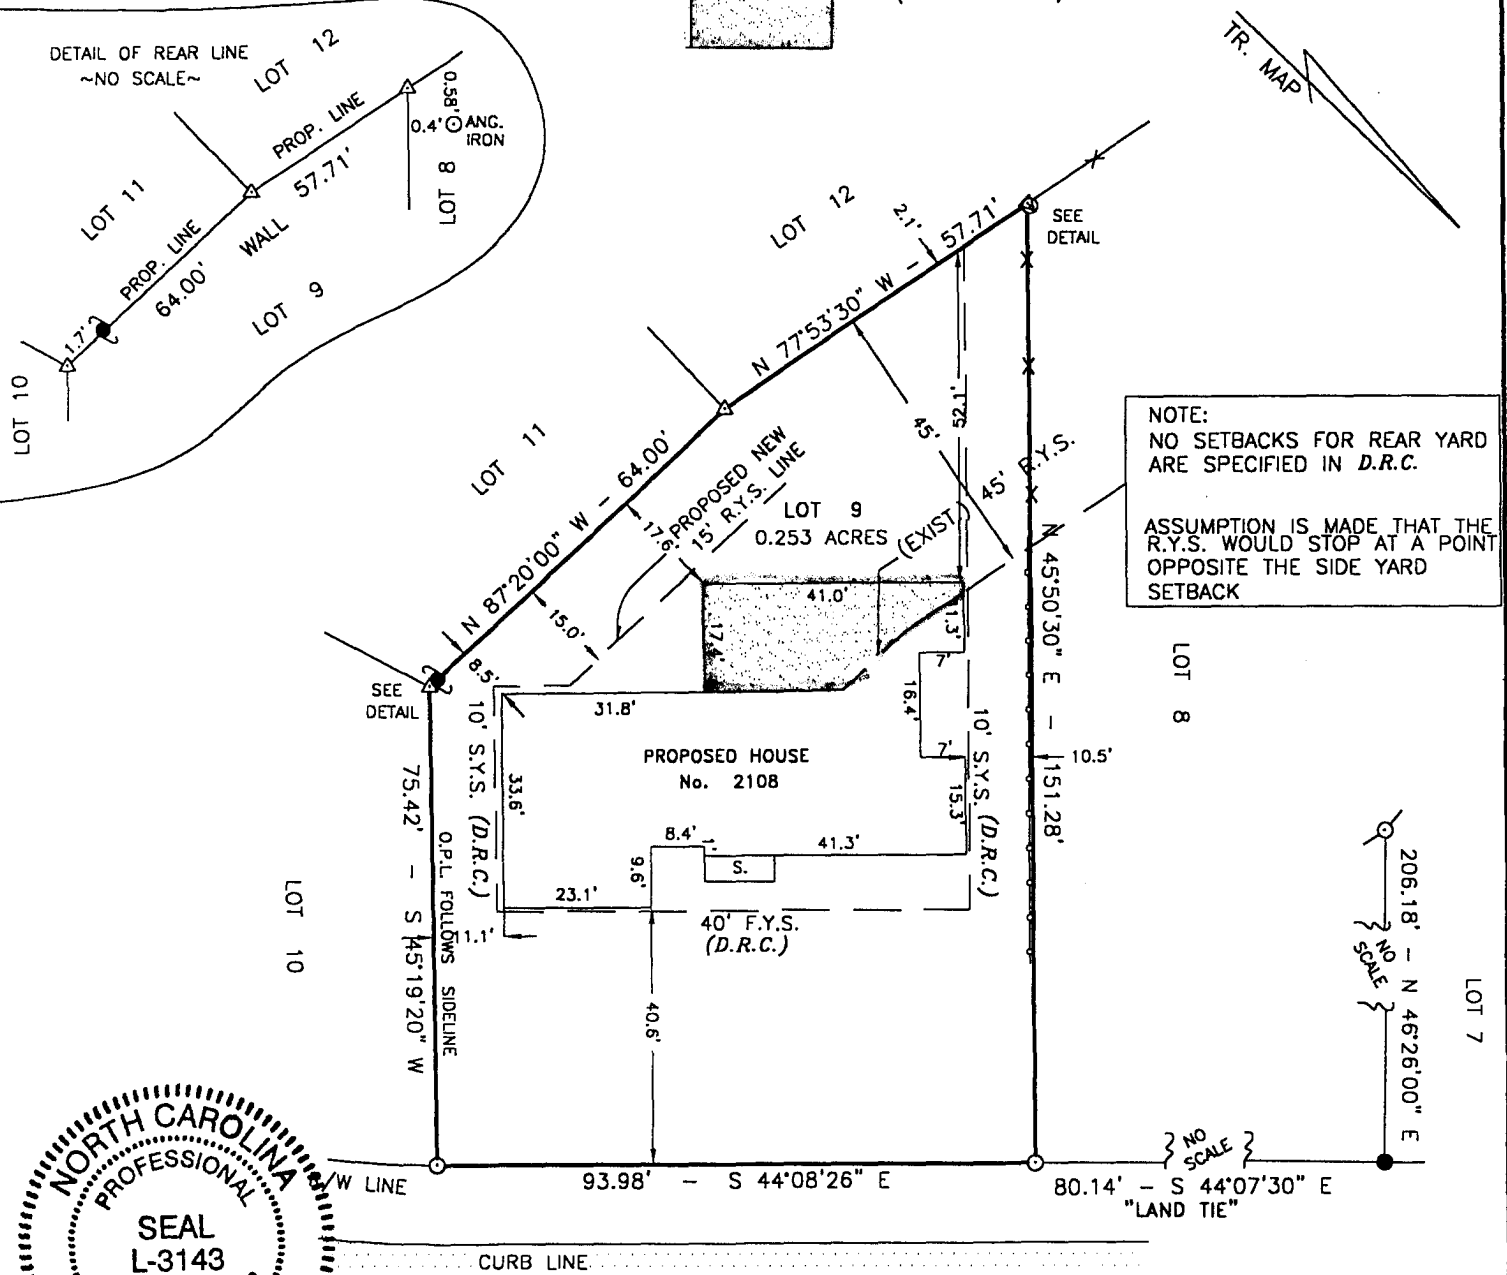 DETAIL OF REAR LINE
~NO SCALE~
LOT 12
PROP. LINE
57.71'
0.58'
0.4'
ANG.
IRON
LOT 8
LOT 11
PROP. LINE
64.00'
WALL
LOT 9
1.7'
LOT 10
TR. MAP
LOT 12
2.1'
N 77°53'30" W - 57.71'
SEE
DETAIL
LOT 11
N 87°20'00" W - 64.00'
PROPOSED NEW
15' R.Y.S. LINE
17.6'
15.0'
8.5'
45'
52.1'
(EXIST) 45' R.Y.S.
LOT 9
0.253 ACRES
NOTE:
NO SETBACKS FOR REAR YARD
ARE SPECIFIED IN D.R.C.
ASSUMPTION IS MADE THAT THE
R.Y.S. WOULD STOP AT A POINT
OPPOSITE THE SIDE YARD
SETBACK
41.0'
17.4'
1.3'
7'
16.4'
7'
15.3'
SEE
DETAIL
31.8'
10' S.Y.S. (D.R.C.)
33.6'
PROPOSED HOUSE
No. 2108
10' S.Y.S. (D.R.C.)
N 45°50'30" E - 151.28'
10.5'
LOT 8
8.4'
1'
41.3'
9.6'
S.
23.1'
40' F.Y.S.
(D.R.C.)
11.1'
40.6'
75.42' - S 45°19'20" W
O.P.L. FOLLOWS SIDELINE
LOT 10
206.18' - N 46°26'00" E
NO
SCALE
LOT 7
/W LINE
93.98' - S 44°08'26" E
NO
SCALE
80.14' - S 44°07'30" E
"LAND TIE"
CURB LINE
NORTH CAROLINA
PROFESSIONAL
SEAL
L-3143